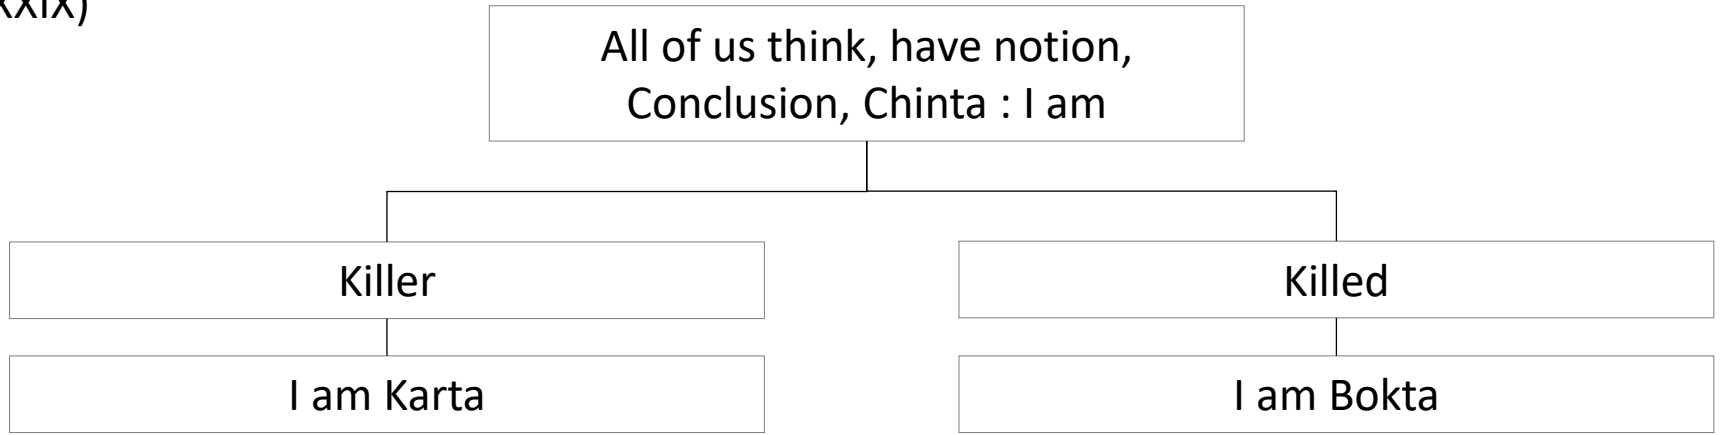 XXIX)
All of us think, have notion,
Conclusion, Chinta : I am
Killer
Killed
I am Karta
I am Bokta